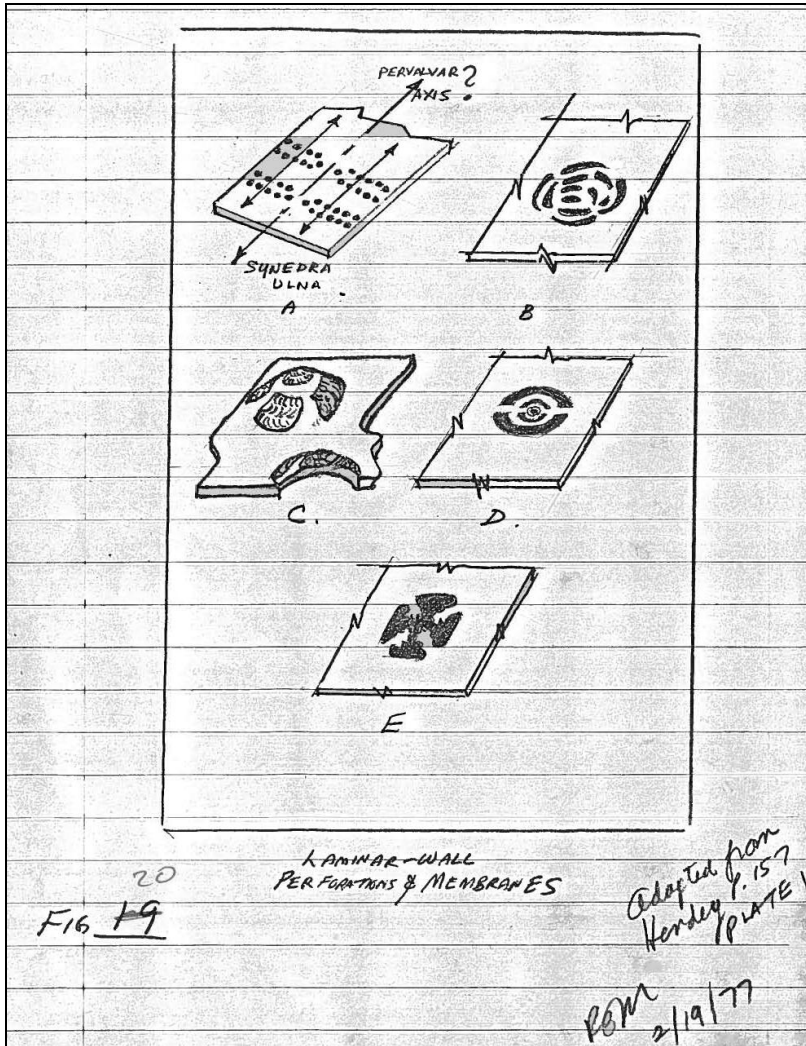 PERVALVAR ?
AXIS
SYNEDRA
ULNA
A
B
C.
D.
E
LAMINAR-WALL
PERFORATIONS & MEMBRANES
20
FIG 19
Adapted from
Hendey P. 157
PLATE
2/19/77